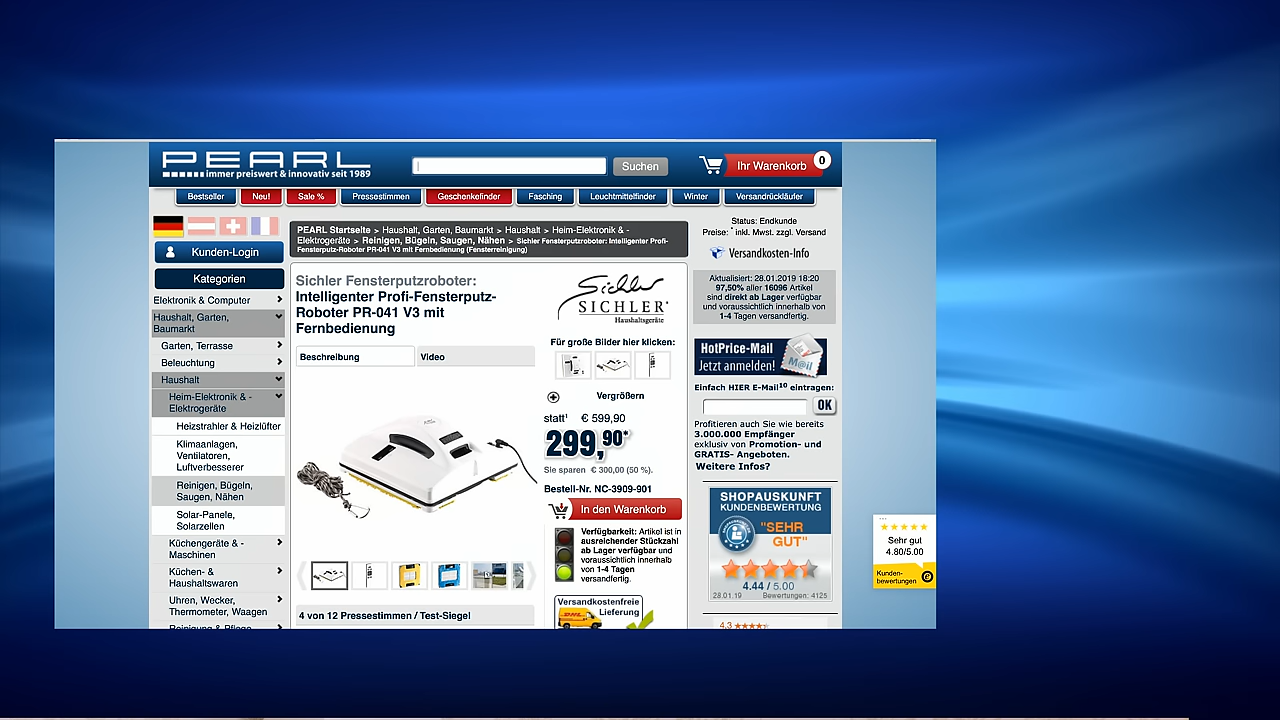 PEARL
immer preiswert & innovativ seit 1989
Suchen
Ihr Warenkorb
0
Bestseller
Neu!
Sale %
Pressestimmen
Geschenkefinder
Fasching
Leuchtmittelfinder
Winter
Versandrückläufer
Kunden-Login
Kategorien
Elektronik & Computer
Haushalt, Garten,
Baumarkt
Garten, Terrasse
Beleuchtung
Haushalt
Heim-Elektronik & -
Elektrogeräte
Heizstrahler & Heizlüfter
Klimaanlagen,
Ventilatoren,
Luftverbesserer
Reinigen, Bügeln,
Saugen, Nähen
Solar-Panele,
Solarzellen
Küchengeräte & -
Maschinen
Küchen- &
Haushaltswaren
Uhren, Wecker,
Thermometer, Waagen
Reinigung & Pflege
PEARL Startseite > Haushalt, Garten, Baumarkt > Haushalt > Heim-Elektronik & -
Elektrogeräte > Reinigen, Bügeln, Saugen, Nähen > Sichler Fensterputzroboter: Intelligenter Profi-
Fensterputz-Roboter PR-041 V3 mit Fernbedienung (Fensterreinigung)
Sichler Fensterputzroboter:
Intelligenter Profi-Fensterputz-
Roboter PR-041 V3 mit
Fernbedienung
Beschreibung
Video
4 von 12 Pressestimmen / Test-Siegel
Sichler
SICHLER®
Haushaltsgeräte
Für große Bilder hier klicken:
Vergrößern
statt¹ € 599,90
299,90*
Sie sparen € 300,00 (50 %).
Bestell-Nr. NC-3909-901
In den Warenkorb
Verfügbarkeit: Artikel ist in
ausreichender Stückzahl
ab Lager verfügbar und
voraussichtlich innerhalb
von 1-4 Tagen
versandfertig.
Versandkostenfreie
Lieferung
Status: Endkunde
Preise: * inkl. Mwst. zzgl. Versand
Versandkosten-Info
Aktualisiert: 28.01.2019 18:20
97,50% aller 16096 Artikel
sind direkt ab Lager verfügbar
und voraussichtlich innerhalb von
1-4 Tagen versandfertig.
HotPrice-Mail
Jetzt anmelden!
M@il
Einfach HIER E-Mail¹⁰ eintragen:
OK
Profitieren auch Sie wie bereits
3.000.000 Empfänger
exklusiv von Promotion- und
GRATIS- Angeboten.
Weitere Infos?
SHOPAUSKUNFT
KUNDENBEWERTUNG
"SEHR
GUT"
4.44 / 5.00
28.01.19
Bewertungen: 4125
4,3
Sehr gut
4.80/5.00
Kunden-
bewertungen